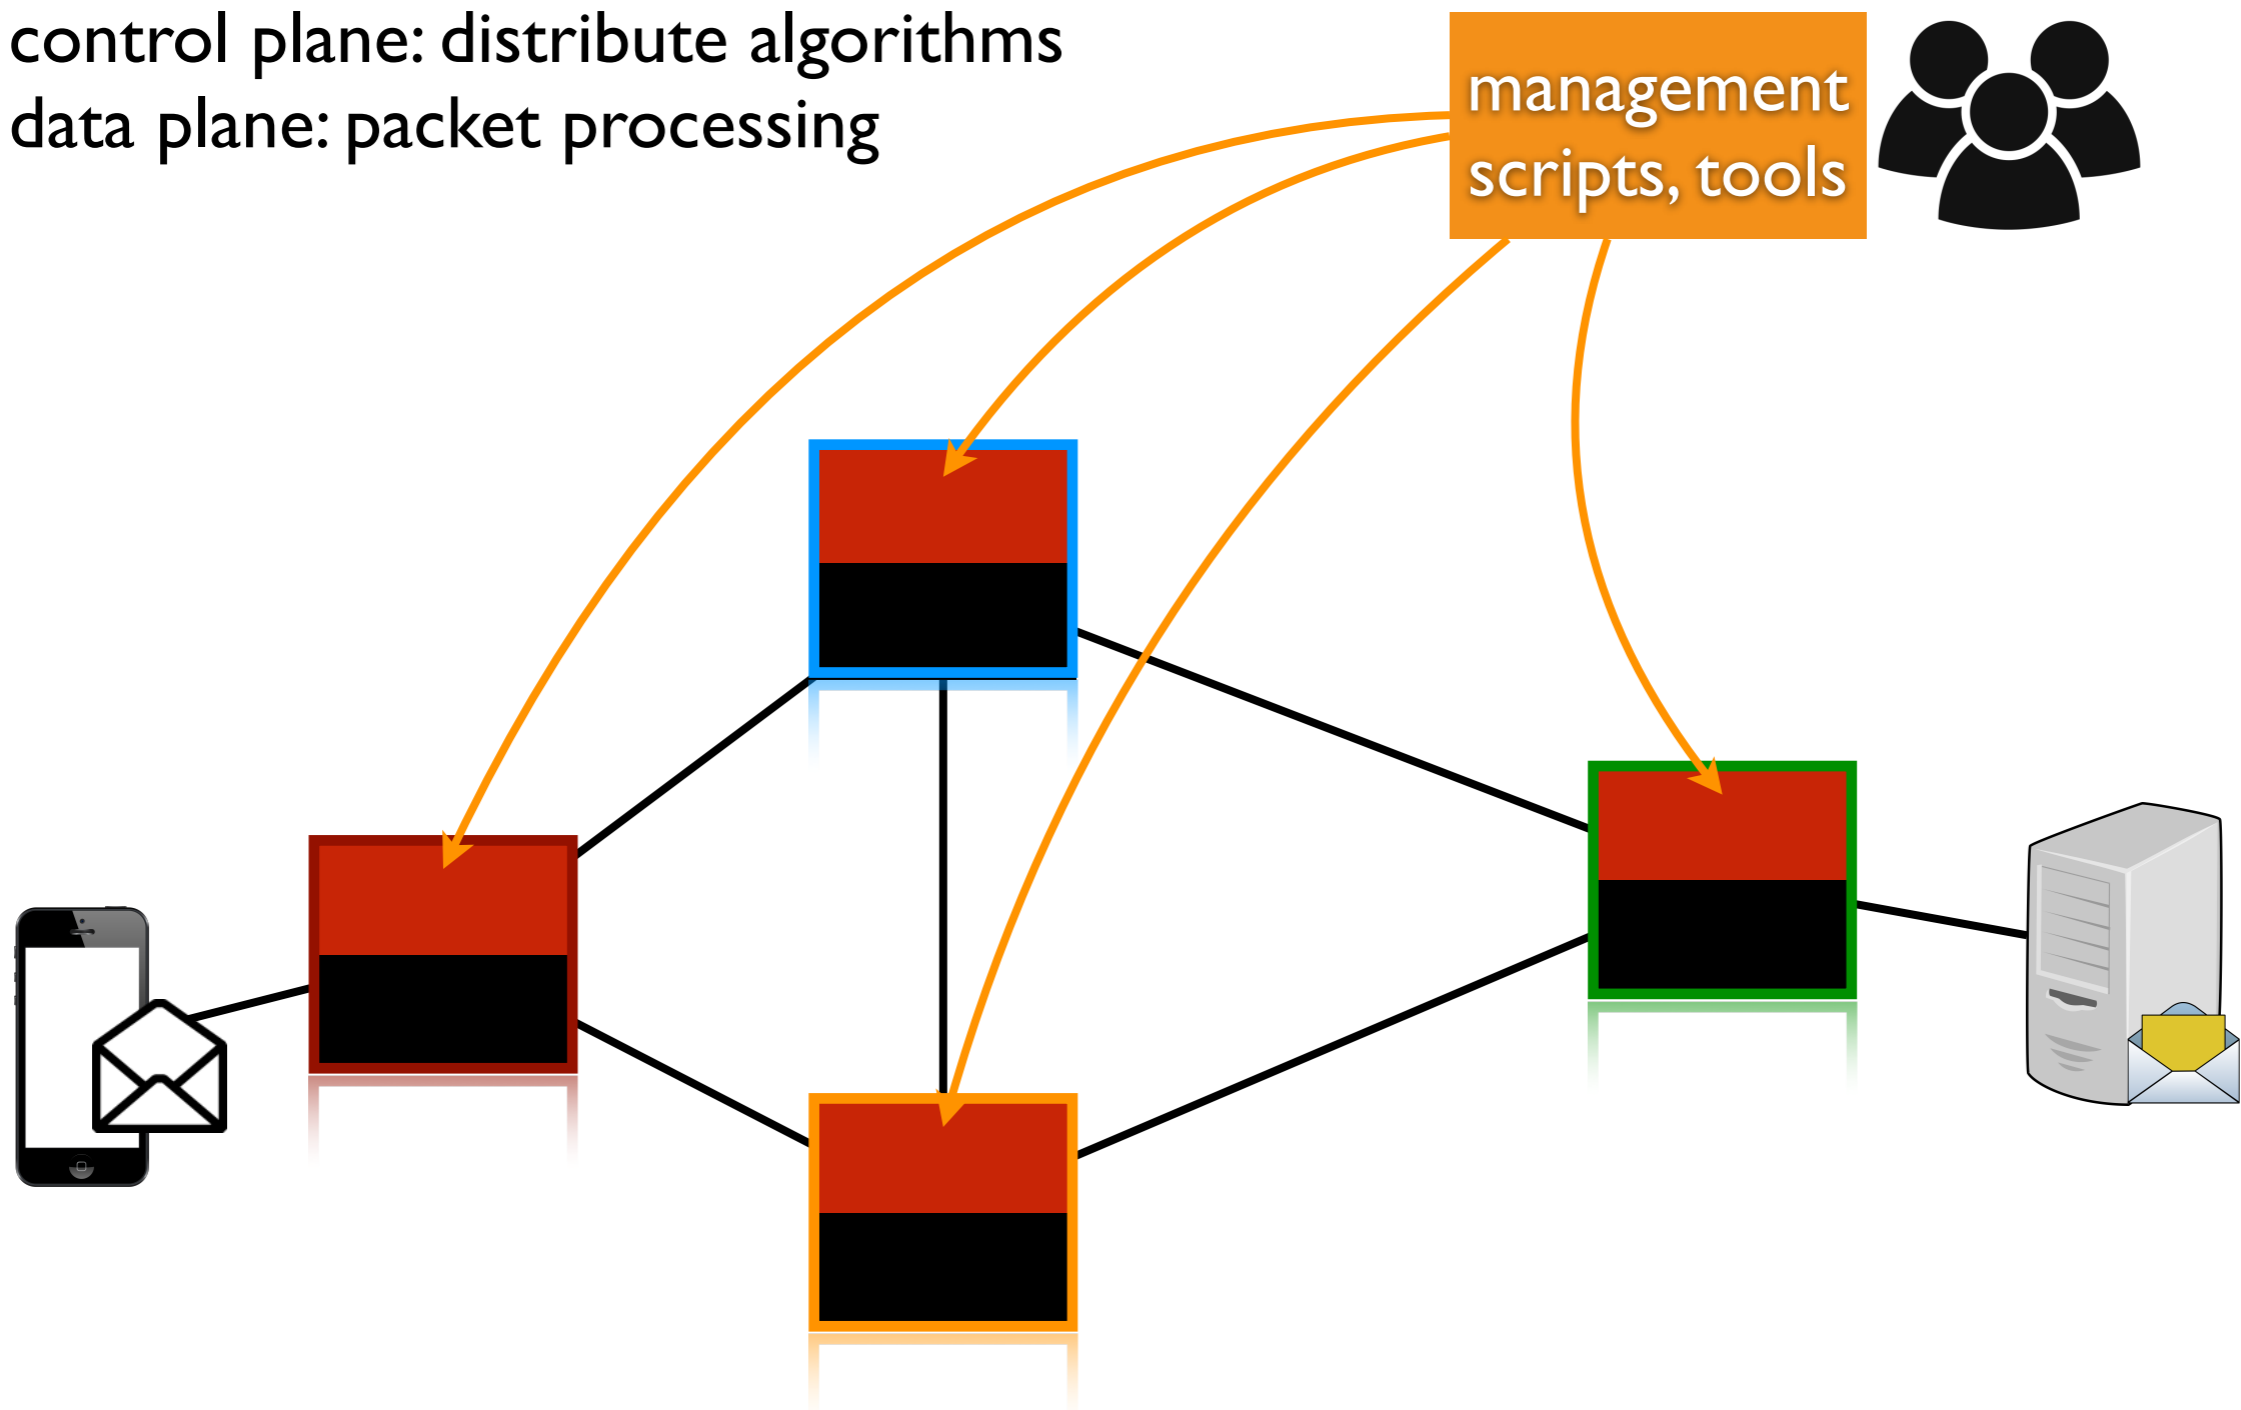 control plane: distribute algorithms
data plane: packet processing
management
scripts, tools